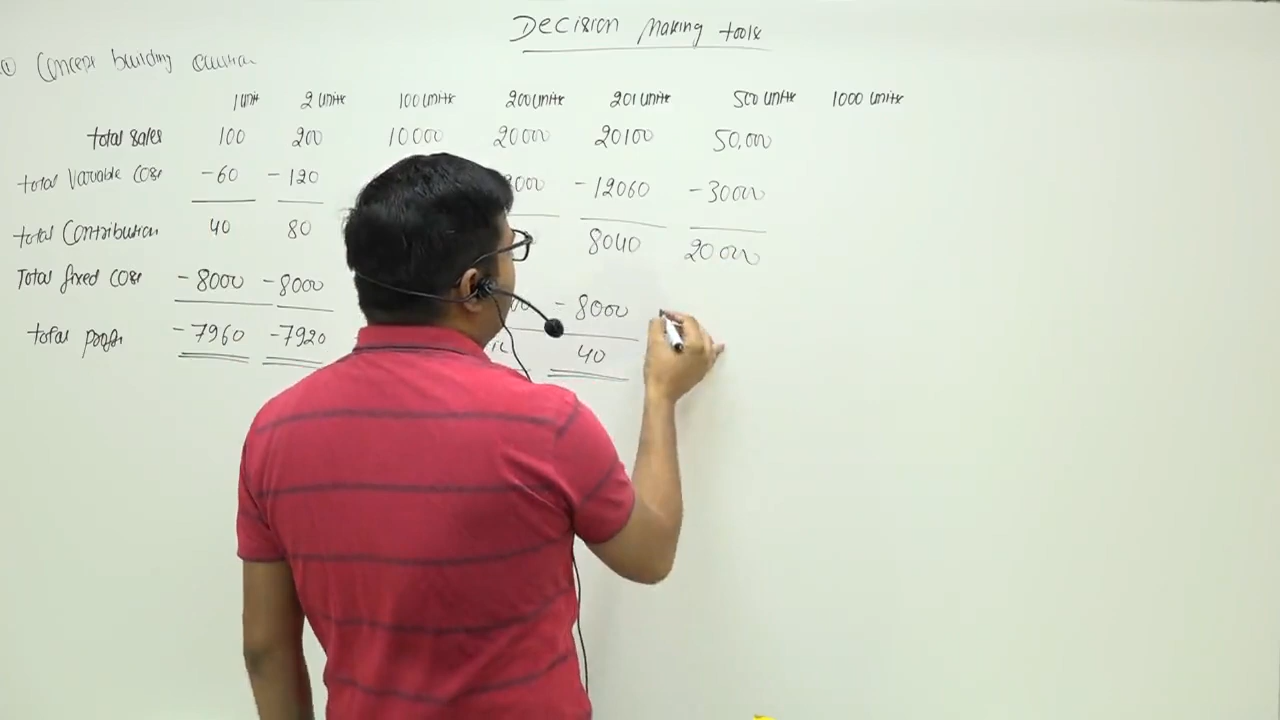 Decision Making tools
① Concept building caution
1 Unit 2 Units 100 Units 200 Units 201 Units 500 Units 1000 Units
total sales 100 200 10000 20000 20100 50,000
total Variable Cost -60 -120 000 -12060 -30000
total Contribution 40 80 8040 20000
Total fixed Cost -8000 -8000 -8000
total profit -7960 -7920 40